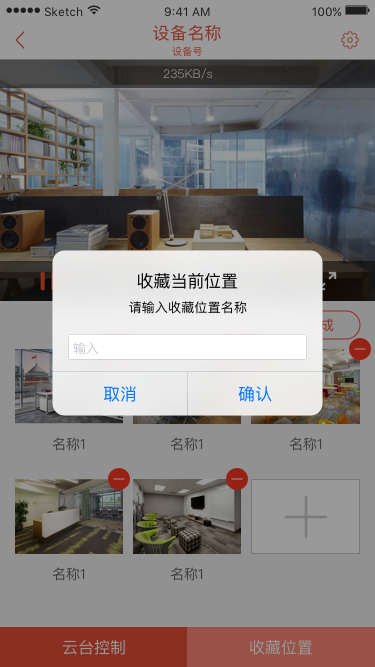 Sketch 9:41 AM 100%
设备名称
设备号
235KB/s
收藏当前位置
请输入收藏位置名称
成
输入
取消 确认
名称1 名称1 名称1
名称1 名称1
云台控制 收藏位置